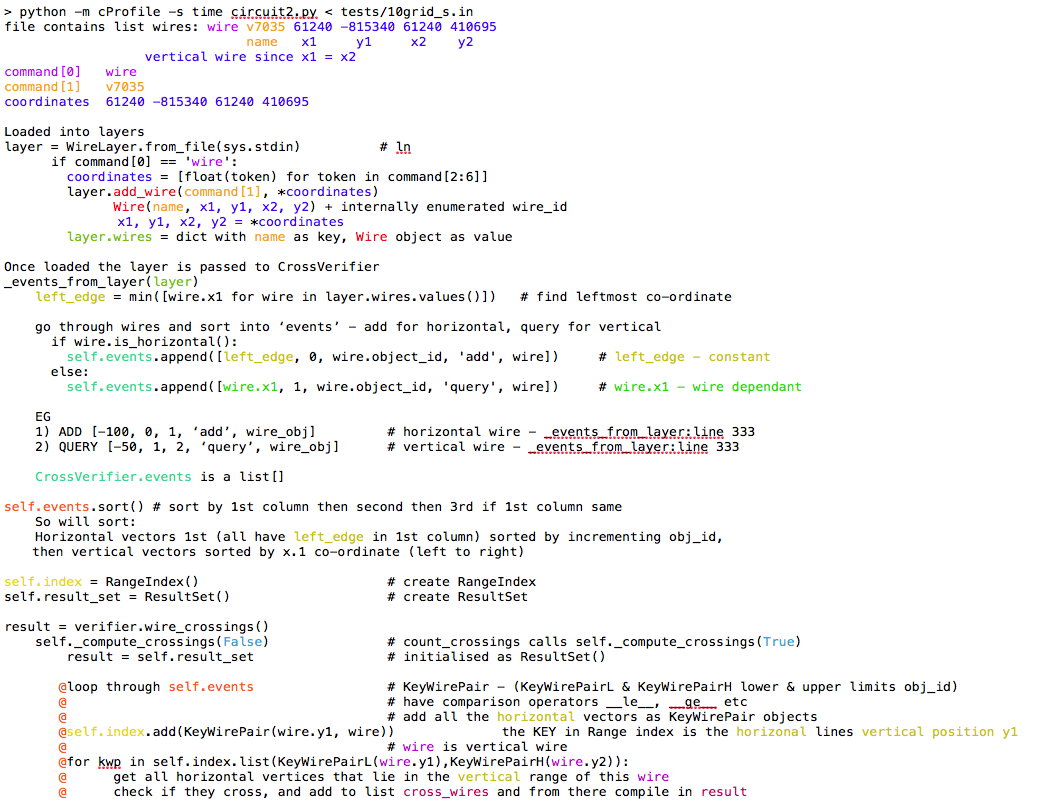 > python -m cProfile -s time circuit2.py < tests/10grid_s.in
file contains list wires: wire v7035 61240 -815340 61240 410695
name x1 y1 x2 y2
vertical wire since x1 = x2
command[0] wire
command[1] v7035
coordinates 61240 -815340 61240 410695
Loaded into layers
layer = WireLayer.from_file(sys.stdin) # ln
if command[0] == 'wire':
coordinates = [float(token) for token in command[2:6]]
layer.add_wire(command[1], *coordinates)
Wire(name, x1, y1, x2, y2) + internally enumerated wire_id
x1, y1, x2, y2 = *coordinates
layer.wires = dict with name as key, Wire object as value
Once loaded the layer is passed to CrossVerifier
_events_from_layer(layer)
left_edge = min([wire.x1 for wire in layer.wires.values()]) # find leftmost co-ordinate
go through wires and sort into ‘events’ – add for horizontal, query for vertical
if wire.is_horizontal():
self.events.append([left_edge, 0, wire.object_id, 'add', wire]) # left_edge – constant
else:
self.events.append([wire.x1, 1, wire.object_id, 'query', wire]) # wire.x1 – wire dependant
EG
1) ADD [-100, 0, 1, ‘add’, wire_obj] # horizontal wire – _events_from_layer:line 333
2) QUERY [-50, 1, 2, ‘query’, wire_obj] # vertical wire – _events_from_layer:line 333
CrossVerifier.events is a list[]
self.events.sort() # sort by 1st column then second then 3rd if 1st column same
So will sort:
Horizontal vectors 1st (all have left_edge in 1st column) sorted by incrementing obj_id,
then vertical vectors sorted by x.1 co-ordinate (left to right)
self.index = RangeIndex() # create RangeIndex
self.result_set = ResultSet() # create ResultSet
result = verifier.wire_crossings()
self._compute_crossings(False) # count_crossings calls self._compute_crossings(True)
result = self.result_set # initialised as ResultSet()
@loop through self.events # KeyWirePair – (KeyWirePairL & KeyWirePairH lower & upper limits obj_id)
@ # have comparison operators __le__, __ge__ etc
@ # add all the horizontal vectors as KeyWirePair objects
@self.index.add(KeyWirePair(wire.y1, wire)) the KEY in Range index is the horizonal lines vertical position y1
@ # wire is vertical wire
@for kwp in self.index.list(KeyWirePairL(wire.y1),KeyWirePairH(wire.y2)):
@ get all horizontal vertices that lie in the vertical range of this wire
@ check if they cross, and add to list cross_wires and from there compile in result